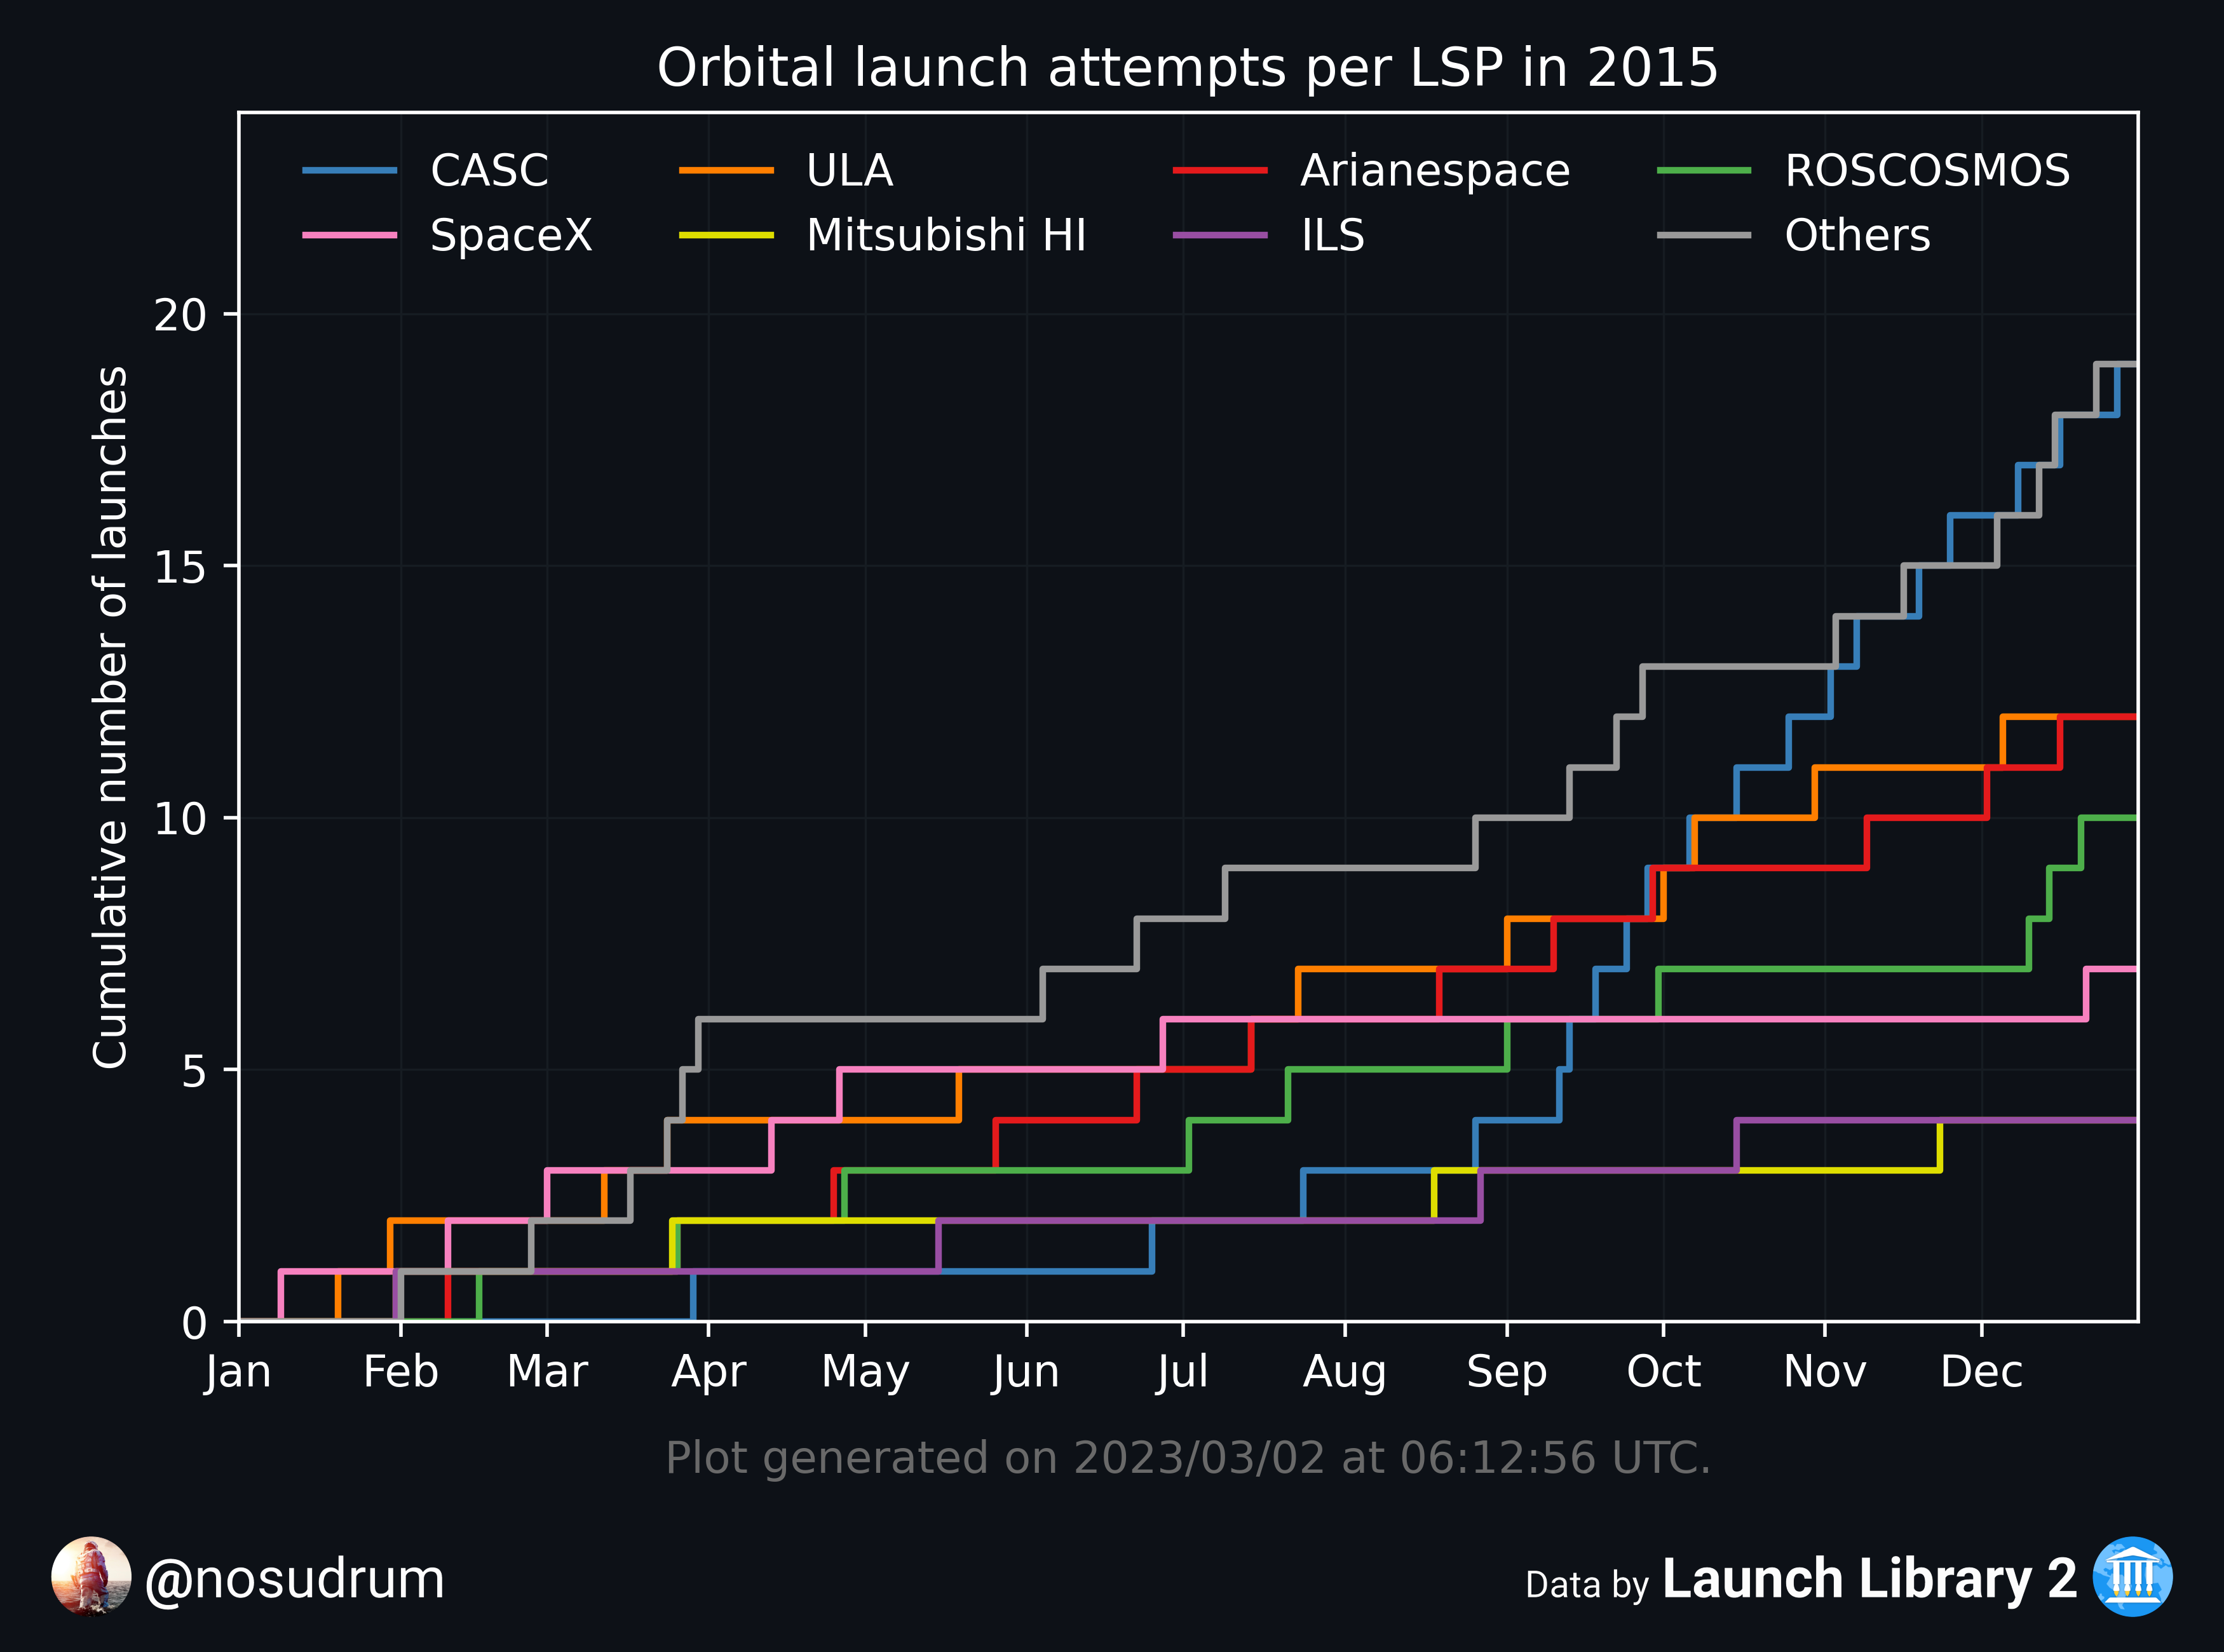 Orbital launch attempts per LSP in 2015
CASC ULA Arianespace ROSCOSMOS
SpaceX Mitsubishi HI ILS Others
Cumulative number of launches
20
15
10
5
0
Jan Feb Mar Apr May Jun Jul Aug Sep Oct Nov Dec
Plot generated on 2023/03/02 at 06:12:56 UTC.
@nosudrum Data by Launch Library 2